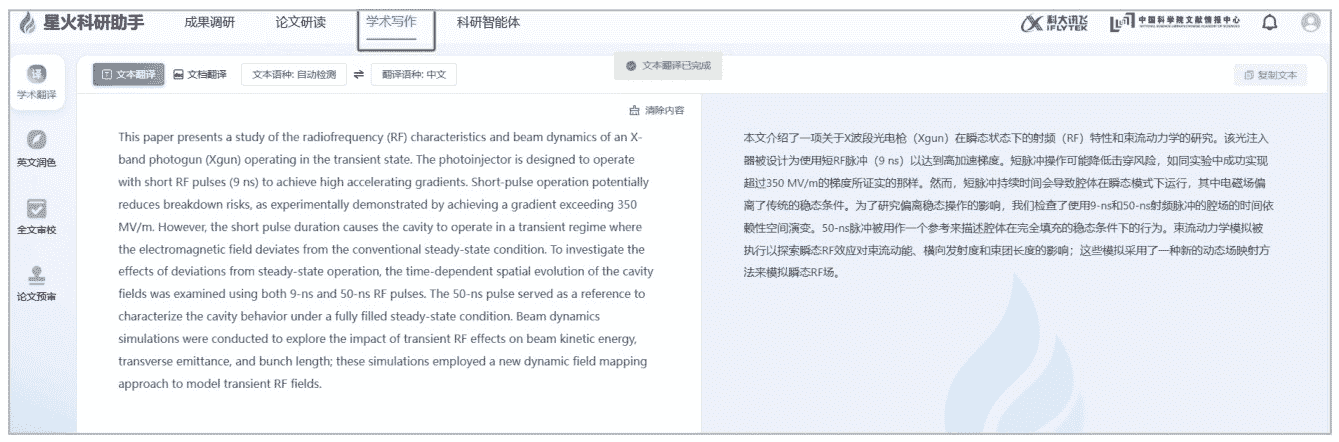 星火科研助手 成果调研 论文研读 学术写作 科研智能体 科大讯飞 iFLYTEK 中国科学院文献情报中心
译
学术翻译
英文润色
全文审校
论文预审
文本翻译 文档翻译 文本语种: 自动检测 ⇌ 翻译语种: 中文 文本翻译已完成 复制文本
清除内容
This paper presents a study of the radiofrequency (RF) characteristics and beam dynamics of an X-
band photogun (Xgun) operating in the transient state. The photoinjector is designed to operate
with short RF pulses (9 ns) to achieve high accelerating gradients. Short-pulse operation potentially
reduces breakdown risks, as experimentally demonstrated by achieving a gradient exceeding 350
MV/m. However, the short pulse duration causes the cavity to operate in a transient regime where
the electromagnetic field deviates from the conventional steady-state condition. To investigate the
effects of deviations from steady-state operation, the time-dependent spatial evolution of the cavity
fields was examined using both 9-ns and 50-ns RF pulses. The 50-ns pulse served as a reference to
characterize the cavity behavior under a fully filled steady-state condition. Beam dynamics
simulations were conducted to explore the impact of transient RF effects on beam kinetic energy,
transverse emittance, and bunch length; these simulations employed a new dynamic field mapping
approach to model transient RF fields.
本文介绍了一项关于X波段光电枪（Xgun）在瞬态状态下的射频（RF）特性和束流动力学的研究。该光注入
器被设计为使用短RF脉冲（9 ns）以达到高加速梯度。短脉冲操作可能降低击穿风险，如同实验中成功实现
超过350 MV/m的梯度所证实的那样。然而，短脉冲持续时间会导致腔体在瞬态模式下运行，其中电磁场偏
离了传统的稳态条件。为了研究偏离稳态操作的影响，我们检查了使用9-ns和50-ns射频脉冲的腔场的时间依
赖性空间演变。50-ns脉冲被用作一个参考来描述腔体在完全填充的稳态条件下的行为。束流动力学模拟被
执行以探索瞬态RF效应对束流动能、横向发射度和束团长度的影响；这些模拟采用了一种新的动态场映射方
法来模拟瞬态RF场。